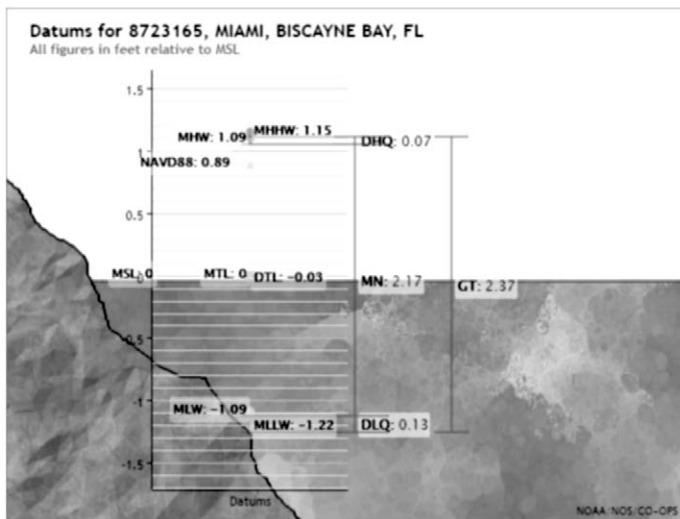 Datums for 8723165, MIAMI, BISCAYNE BAY, FL
All figures in feet relative to MSL
1.5
MHW: 1.09 MHHW: 1.15
DHQ: 0.07
1
NAVD88: 0.89
0.5
MSL: 0 MTL: 0 DTL: -0.03 MN: 2.17 GT: 2.37
-0.5
-1
MLW: -1.09
MLLW: -1.22 DLQ: 0.13
-1.5
Datums
NOAA/NOS/CO-OPS